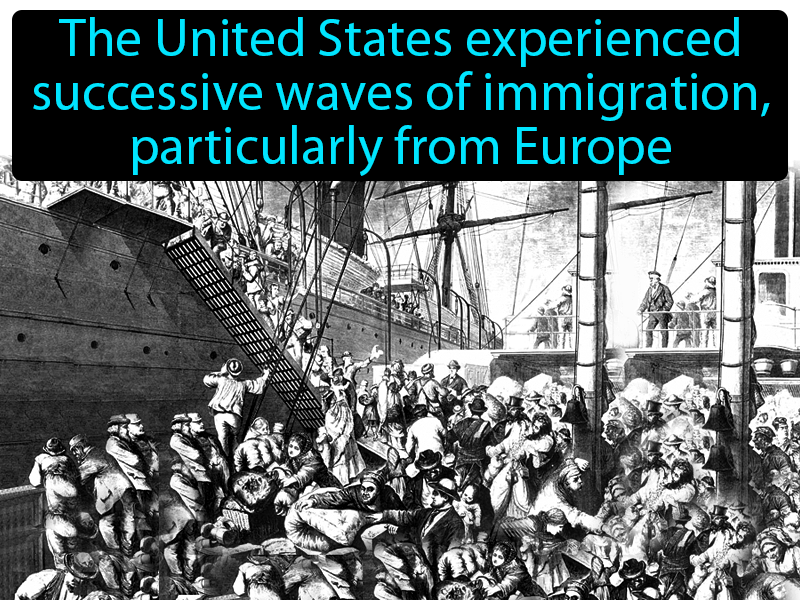 The United States experienced
successive waves of immigration,
particularly from Europe